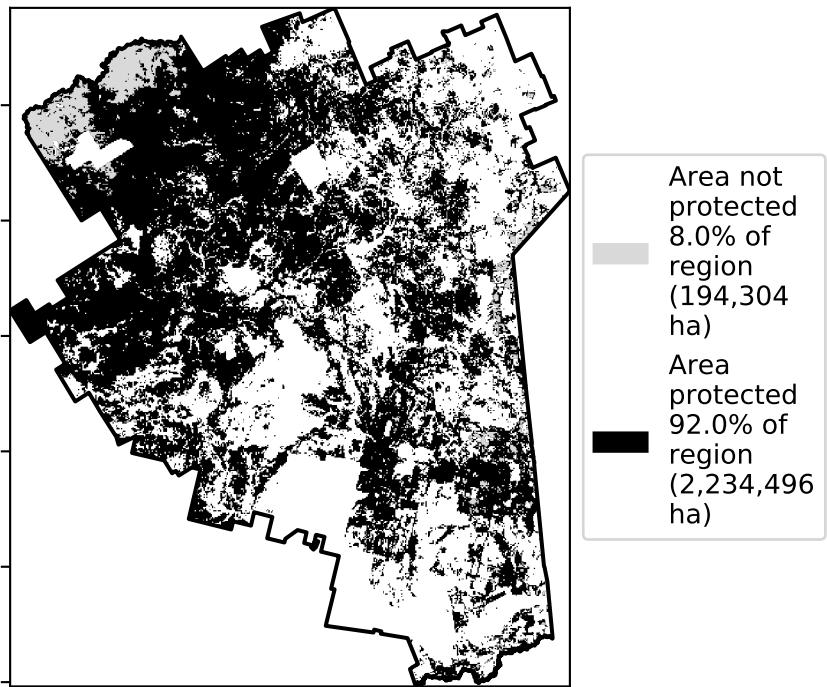 Area not
protected
8.0% of
region
(194,304
ha)
Area
protected
92.0% of
region
(2,234,496
ha)